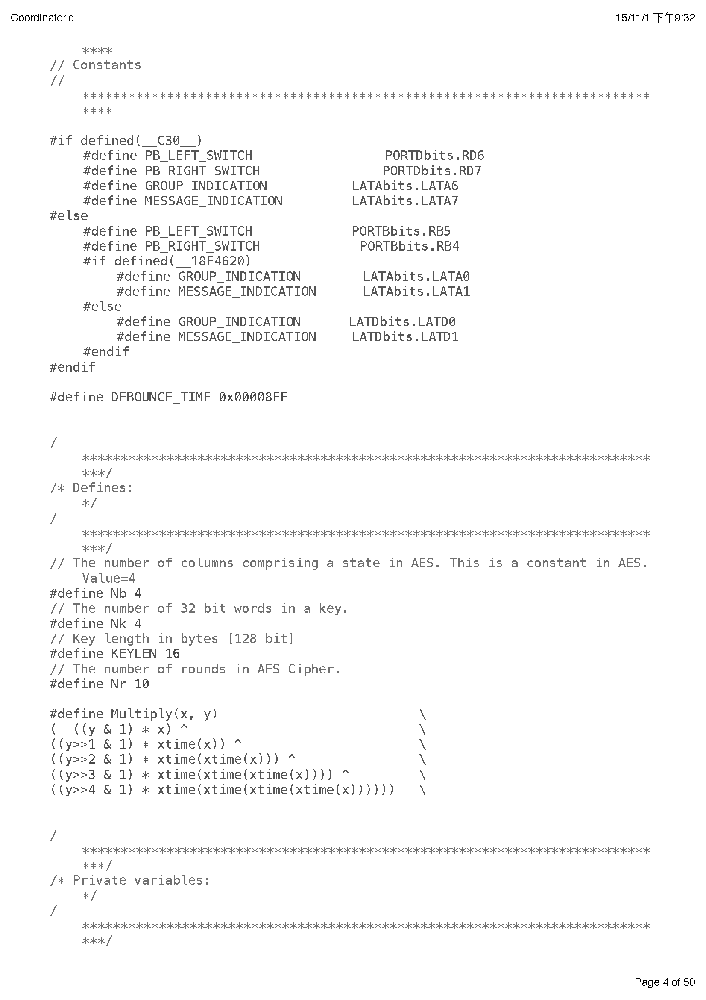 Coordinator.c 15/11/1 下午9:32
****
// Constants
//
**************************************************************************
****
#if defined(__C30__)
#define PB_LEFT_SWITCH PORTDbits.RD6
#define PB_RIGHT_SWITCH PORTDbits.RD7
#define GROUP_INDICATION LATAbits.LATA6
#define MESSAGE_INDICATION LATAbits.LATA7
#else
#define PB_LEFT_SWITCH PORTBbits.RB5
#define PB_RIGHT_SWITCH PORTBbits.RB4
#if defined(__18F4620)
#define GROUP_INDICATION LATAbits.LATA0
#define MESSAGE_INDICATION LATAbits.LATA1
#else
#define GROUP_INDICATION LATDbits.LATD0
#define MESSAGE_INDICATION LATDbits.LATD1
#endif
#endif
#define DEBOUNCE_TIME 0x00008FF
/
**************************************************************************
***/
/* Defines:
*/
/
**************************************************************************
***/
// The number of columns comprising a state in AES. This is a constant in AES.
Value=4
#define Nb 4
// The number of 32 bit words in a key.
#define Nk 4
// Key length in bytes [128 bit]
#define KEYLEN 16
// The number of rounds in AES Cipher.
#define Nr 10
#define Multiply(x, y) \
( ((y & 1) * x) ^ \
((y>>1 & 1) * xtime(x)) ^ \
((y>>2 & 1) * xtime(xtime(x))) ^ \
((y>>3 & 1) * xtime(xtime(xtime(x)))) ^ \
((y>>4 & 1) * xtime(xtime(xtime(xtime(x)))))) \
/
**************************************************************************
***/
/* Private variables:
*/
/
**************************************************************************
***/
Page 4 of 50